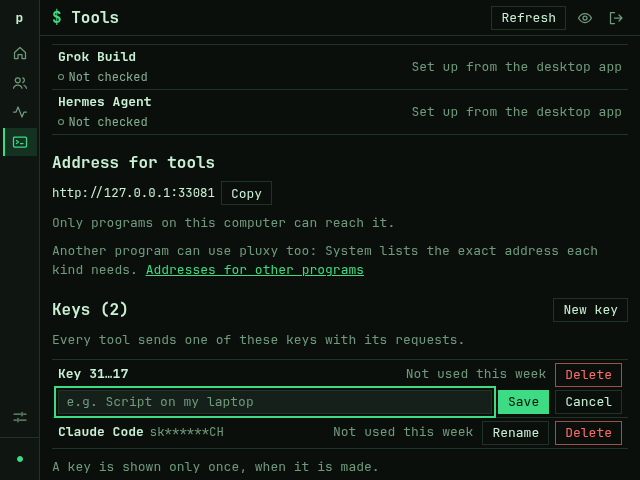 p
$ Tools
Refresh
Grok Build
Not checked
Set up from the desktop app
Hermes Agent
Not checked
Set up from the desktop app
Address for tools
http://127.0.0.1:33081
Copy
Only programs on this computer can reach it.
Another program can use pluxy too: System lists the exact address each
kind needs. Addresses for other programs
Keys (2)
New key
Every tool sends one of these keys with its requests.
Key 31…17
Not used this week
Delete
e.g. Script on my laptop
Save
Cancel
Claude Code sk******CH
Not used this week
Rename
Delete
A key is shown only once, when it is made.